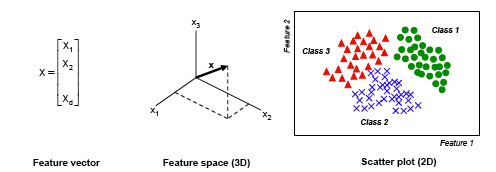 X =
X1
X2
Xd
Feature vector
x3
x
x1
x2
Feature space (3D)
Feature 2
Class 1
Class 3
Class 2
Feature 1
Scatter plot (2D)